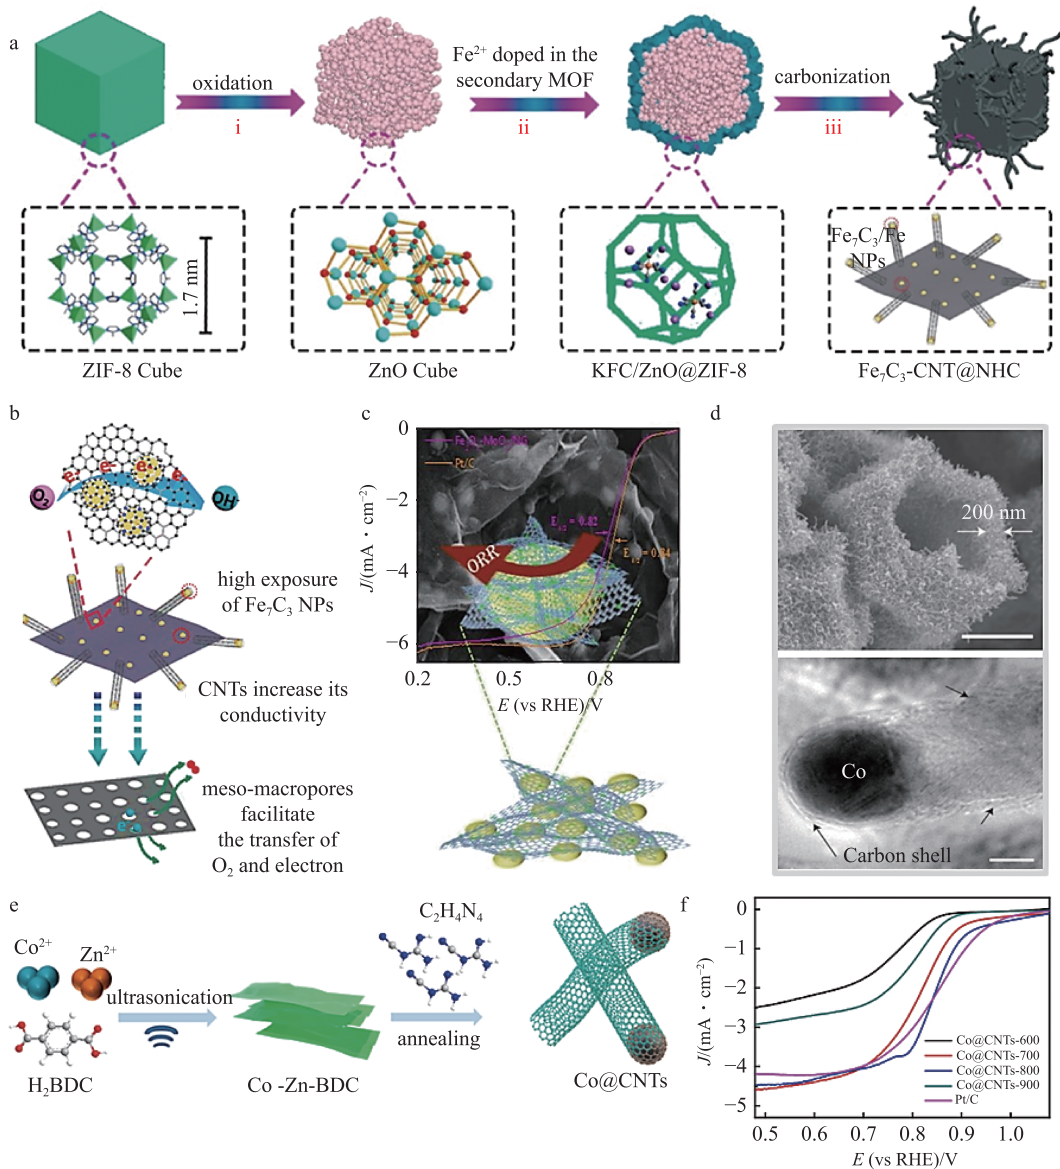 a
oxidation
i
Fe²⁺ doped in the
secondary MOF
ii
carbonization
iii
1.7 nm
Fe₇C₃/Fe
NPs
ZIF-8 Cube
ZnO Cube
KFC/ZnO@ZIF-8
Fe₇C₃-CNT@NHC
b
e⁻
e⁻
e⁻
e⁻
O₂
OH⁻
high exposure
of Fe₇C₃ NPs
CNTs increase its
conductivity
meso-macropores
facilitate
the transfer of
O₂ and electron
e⁻
c
0
−2
−4
−6
J/(mA · cm⁻²)
Pt/C
E₁/₂ = 0.82
ORR
0.2
0.5
0.8
E (vs RHE)/V
d
200 nm
Co
Carbon shell
e
Co²⁺
Zn²⁺
H₂BDC
ultrasonication
Co -Zn-BDC
C₂H₄N₄
annealing
Co@CNTs
f
0
−1
−2
−3
−4
−5
J/(mA · cm⁻²)
Co@CNTs-600
Co@CNTs-700
Co@CNTs-800
Co@CNTs-900
Pt/C
0.5
0.6
0.7
0.8
0.9
1.0
E (vs RHE)/V